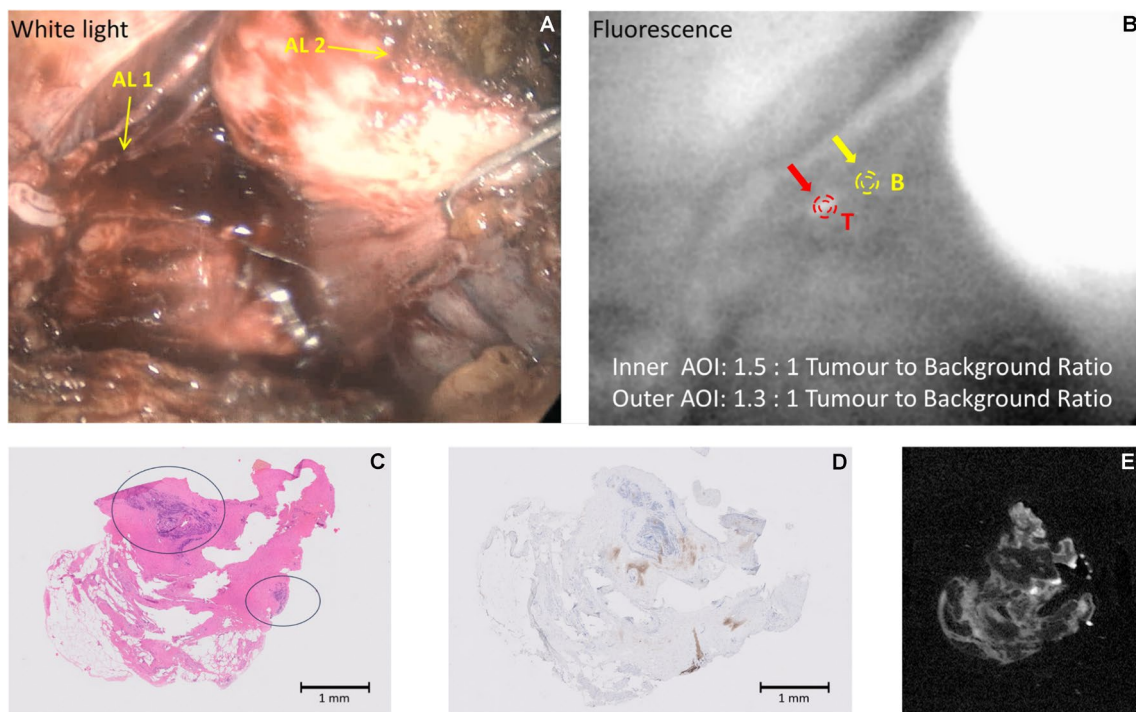 White light
A
AL 1
AL 2
Fluorescence
B
B
T
Inner AOI: 1.5 : 1 Tumour to Background Ratio
Outer AOI: 1.3 : 1 Tumour to Background Ratio
C
1 mm
D
1 mm
E